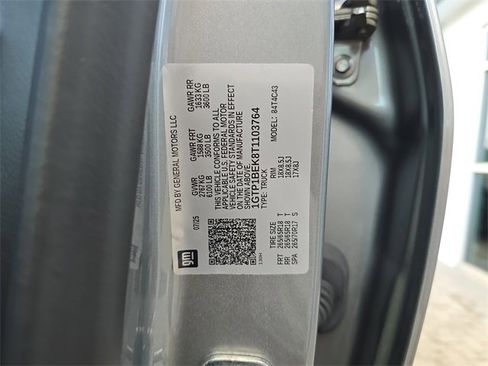 MFD BY GENERAL MOTORS LLC
07/25
GVWR
2767 KG
6100 LB
GAWR FRT
1588 KG
3500 LB
GAWR RR
1633 KG
3600 LB
THIS VEHICLE CONFORMS TO ALL
APPLICABLE U.S. FEDERAL MOTOR
VEHICLE SAFETY STANDARDS IN EFFECT
ON THE DATE OF MANUFACTURE
SHOWN ABOVE.
1GTP1BEK8T1103764
TYPE: TRUCK
MODEL: 84T4C43
TIRE SIZE RIM
FRT 265/65R18 T 18X8.5J
RR 265/65R18 T 18X8.5J
SPA 265/70R17 S 17X8J
gm